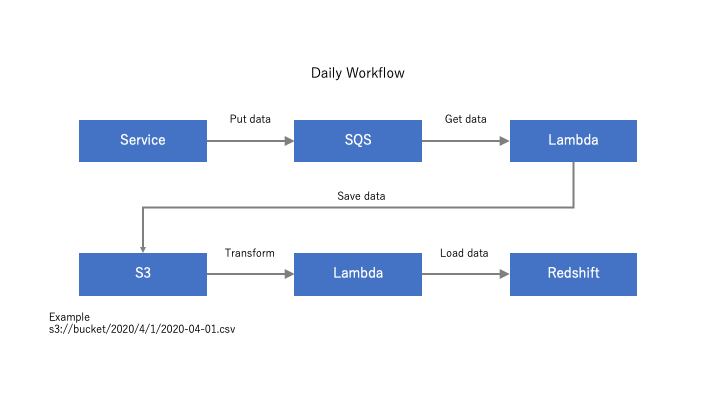 Daily Workflow
Put data
Get data
Service
SQS
Lambda
Save data
Transform
Load data
S3
Lambda
Redshift
Example
s3://bucket/2020/4/1/2020-04-01.csv